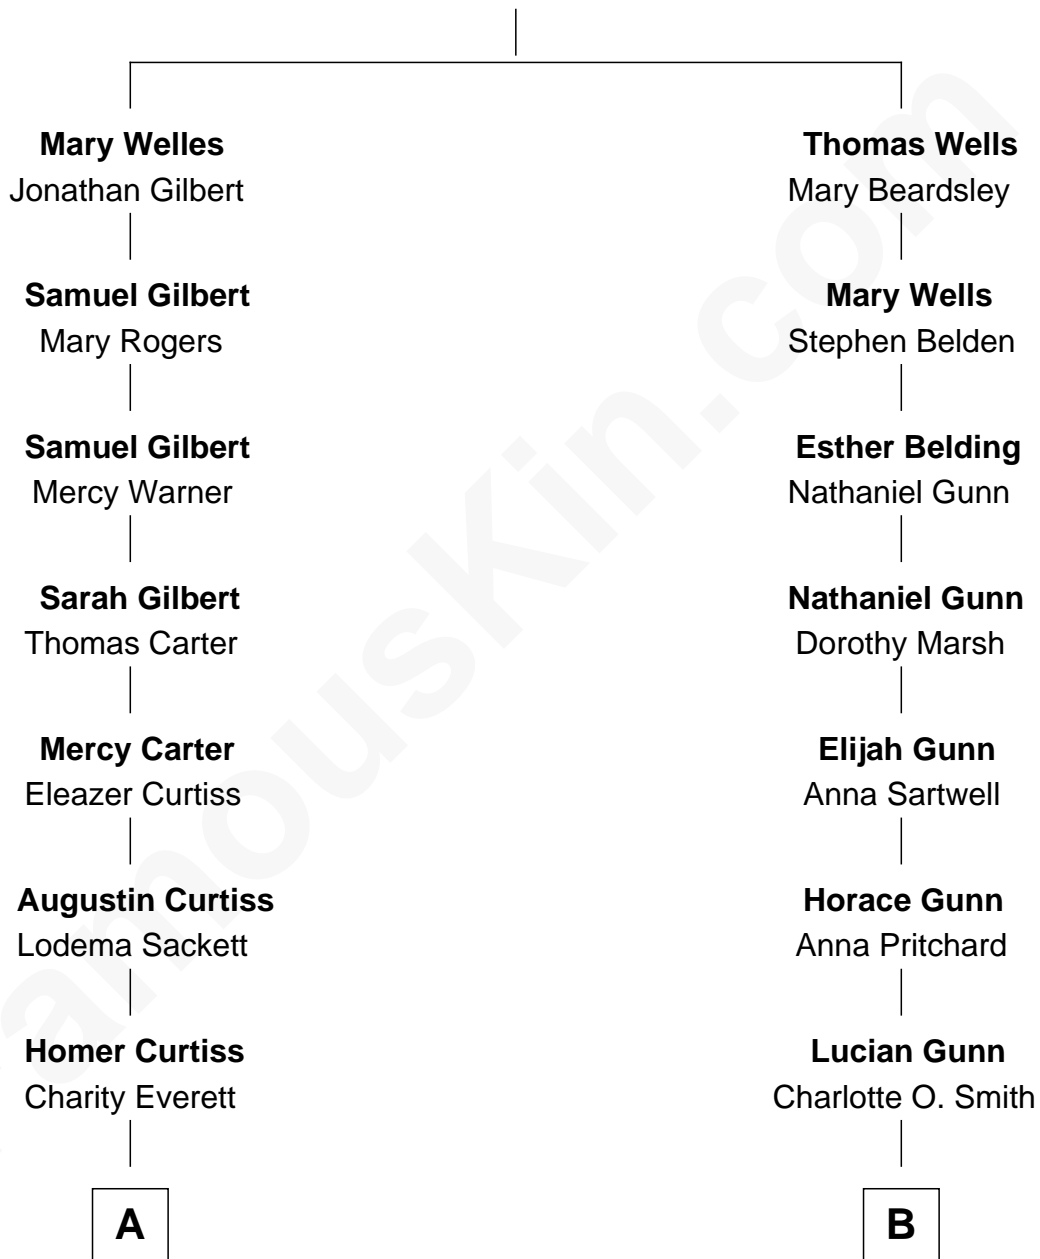 Mary Welles
Jonathan Gilbert
Samuel Gilbert
Mary Rogers
Samuel Gilbert
Mercy Warner
Sarah Gilbert
Thomas Carter
Mercy Carter
Eleazer Curtiss
Augustin Curtiss
Lodema Sackett
Homer Curtiss
Charity Everett
A
Thomas Wells
Mary Beardsley
Mary Wells
Stephen Belden
Esther Belding
Nathaniel Gunn
Nathaniel Gunn
Dorothy Marsh
Elijah Gunn
Anna Sartwell
Horace Gunn
Anna Pritchard
Lucian Gunn
Charlotte O. Smith
B
amouskin.com